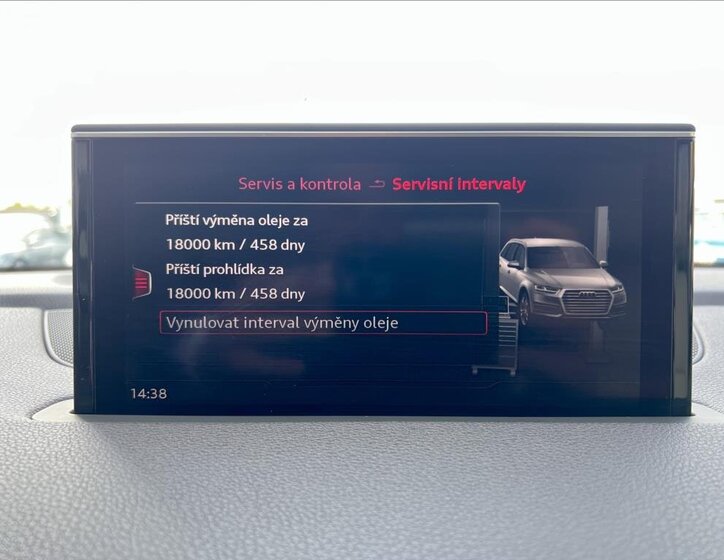 Servis a kontrola Servisní intervaly
Příští výměna oleje za
18000 km / 458 dny
Příští prohlídka za
18000 km / 458 dny
Vynulovat interval výměny oleje
14:38